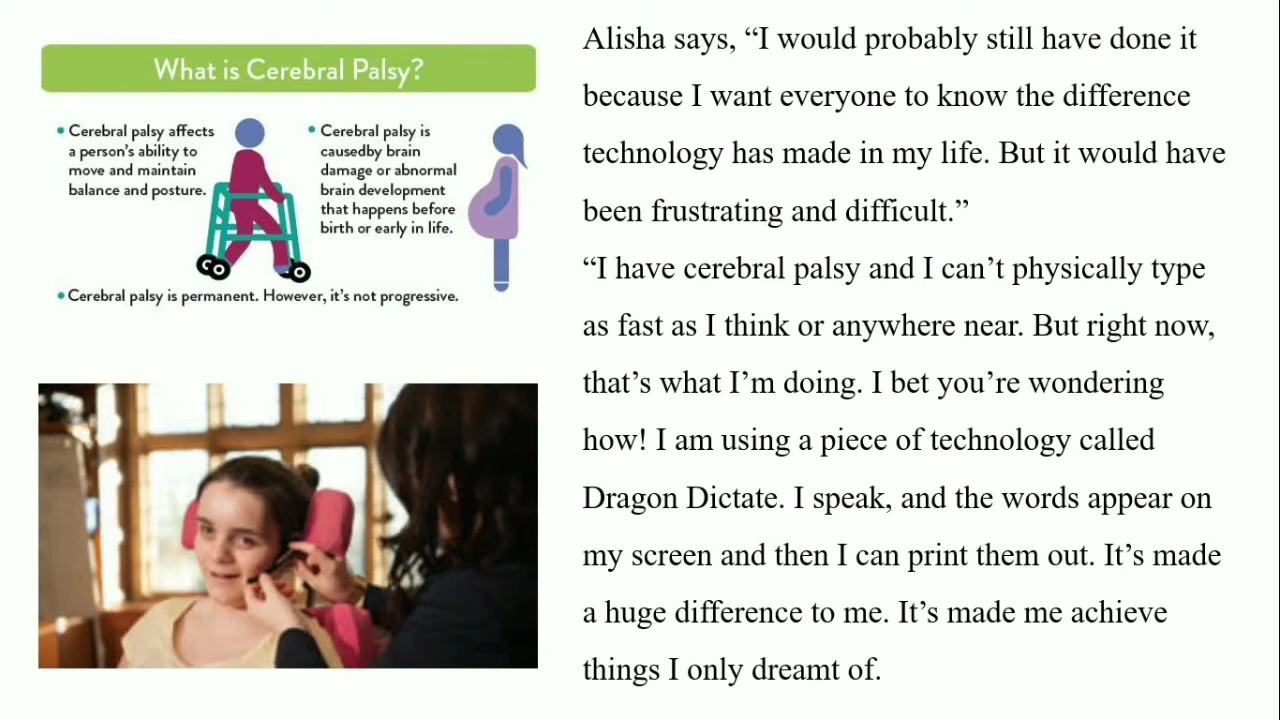 What is Cerebral Palsy?
• Cerebral palsy affects
a person's ability to
move and maintain
balance and posture.
• Cerebral palsy is
causedby brain
damage or abnormal
brain development
that happens before
birth or early in life.
• Cerebral palsy is permanent. However, it's not progressive.
Alisha says, “I would probably still have done it
because I want everyone to know the difference
technology has made in my life. But it would have
been frustrating and difficult.”
“I have cerebral palsy and I can’t physically type
as fast as I think or anywhere near. But right now,
that’s what I’m doing. I bet you’re wondering
how! I am using a piece of technology called
Dragon Dictate. I speak, and the words appear on
my screen and then I can print them out. It’s made
a huge difference to me. It’s made me achieve
things I only dreamt of.